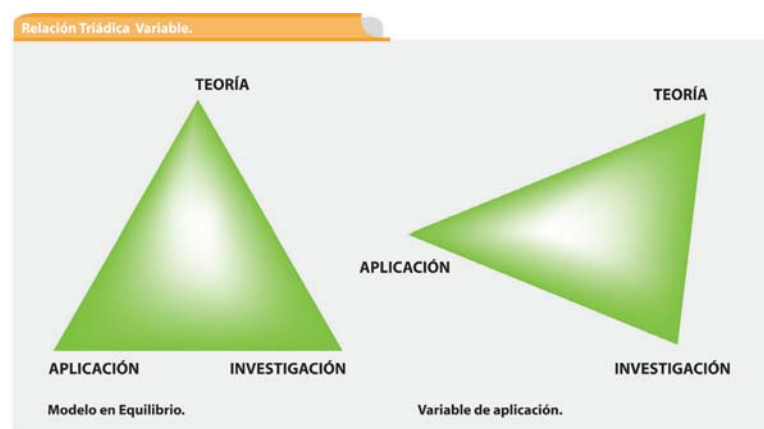 Relación Triádica Variable.
TEORÍA
APLICACIÓN
INVESTIGACIÓN
Modelo en Equilibrio.
TEORÍA
APLICACIÓN
INVESTIGACIÓN
Variable de aplicación.